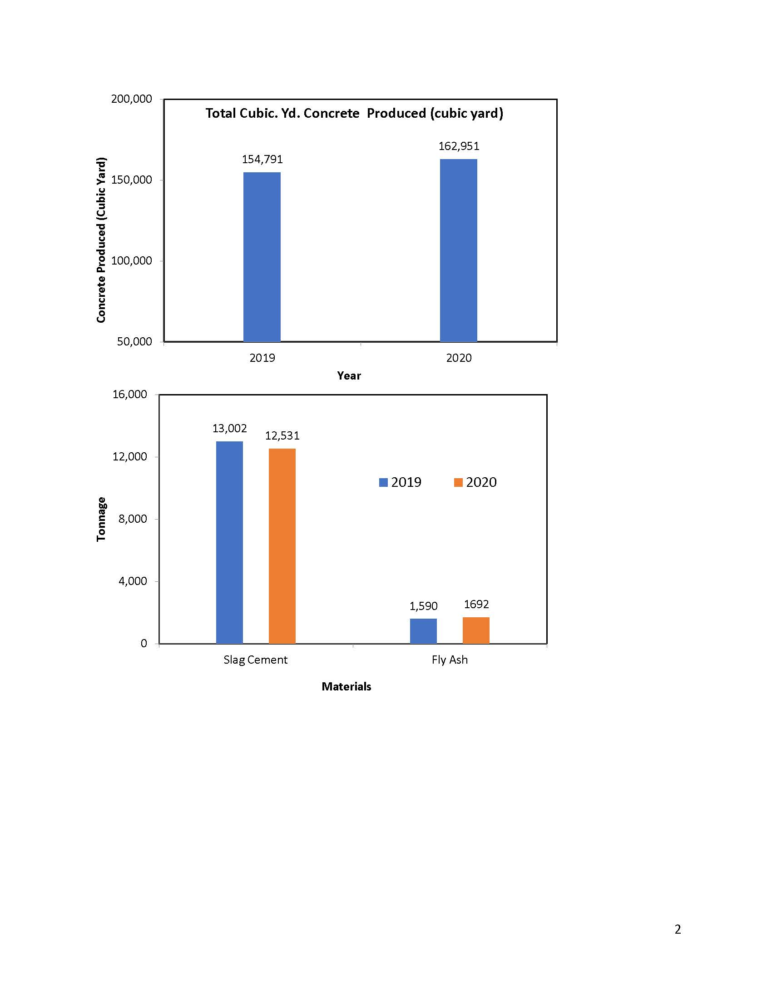 200,000
Total Cubic. Yd. Concrete  Produced (cubic yard)
162,951
154,791
150,000
Concrete Produced (Cubic Yard)
100,000
50,000
2019 2020
Year
16,000
13,002
12,531
12,000
2019 2020
Tonnage
8,000
4,000
1,590 1692
0
Slag Cement Fly Ash
Materials
2